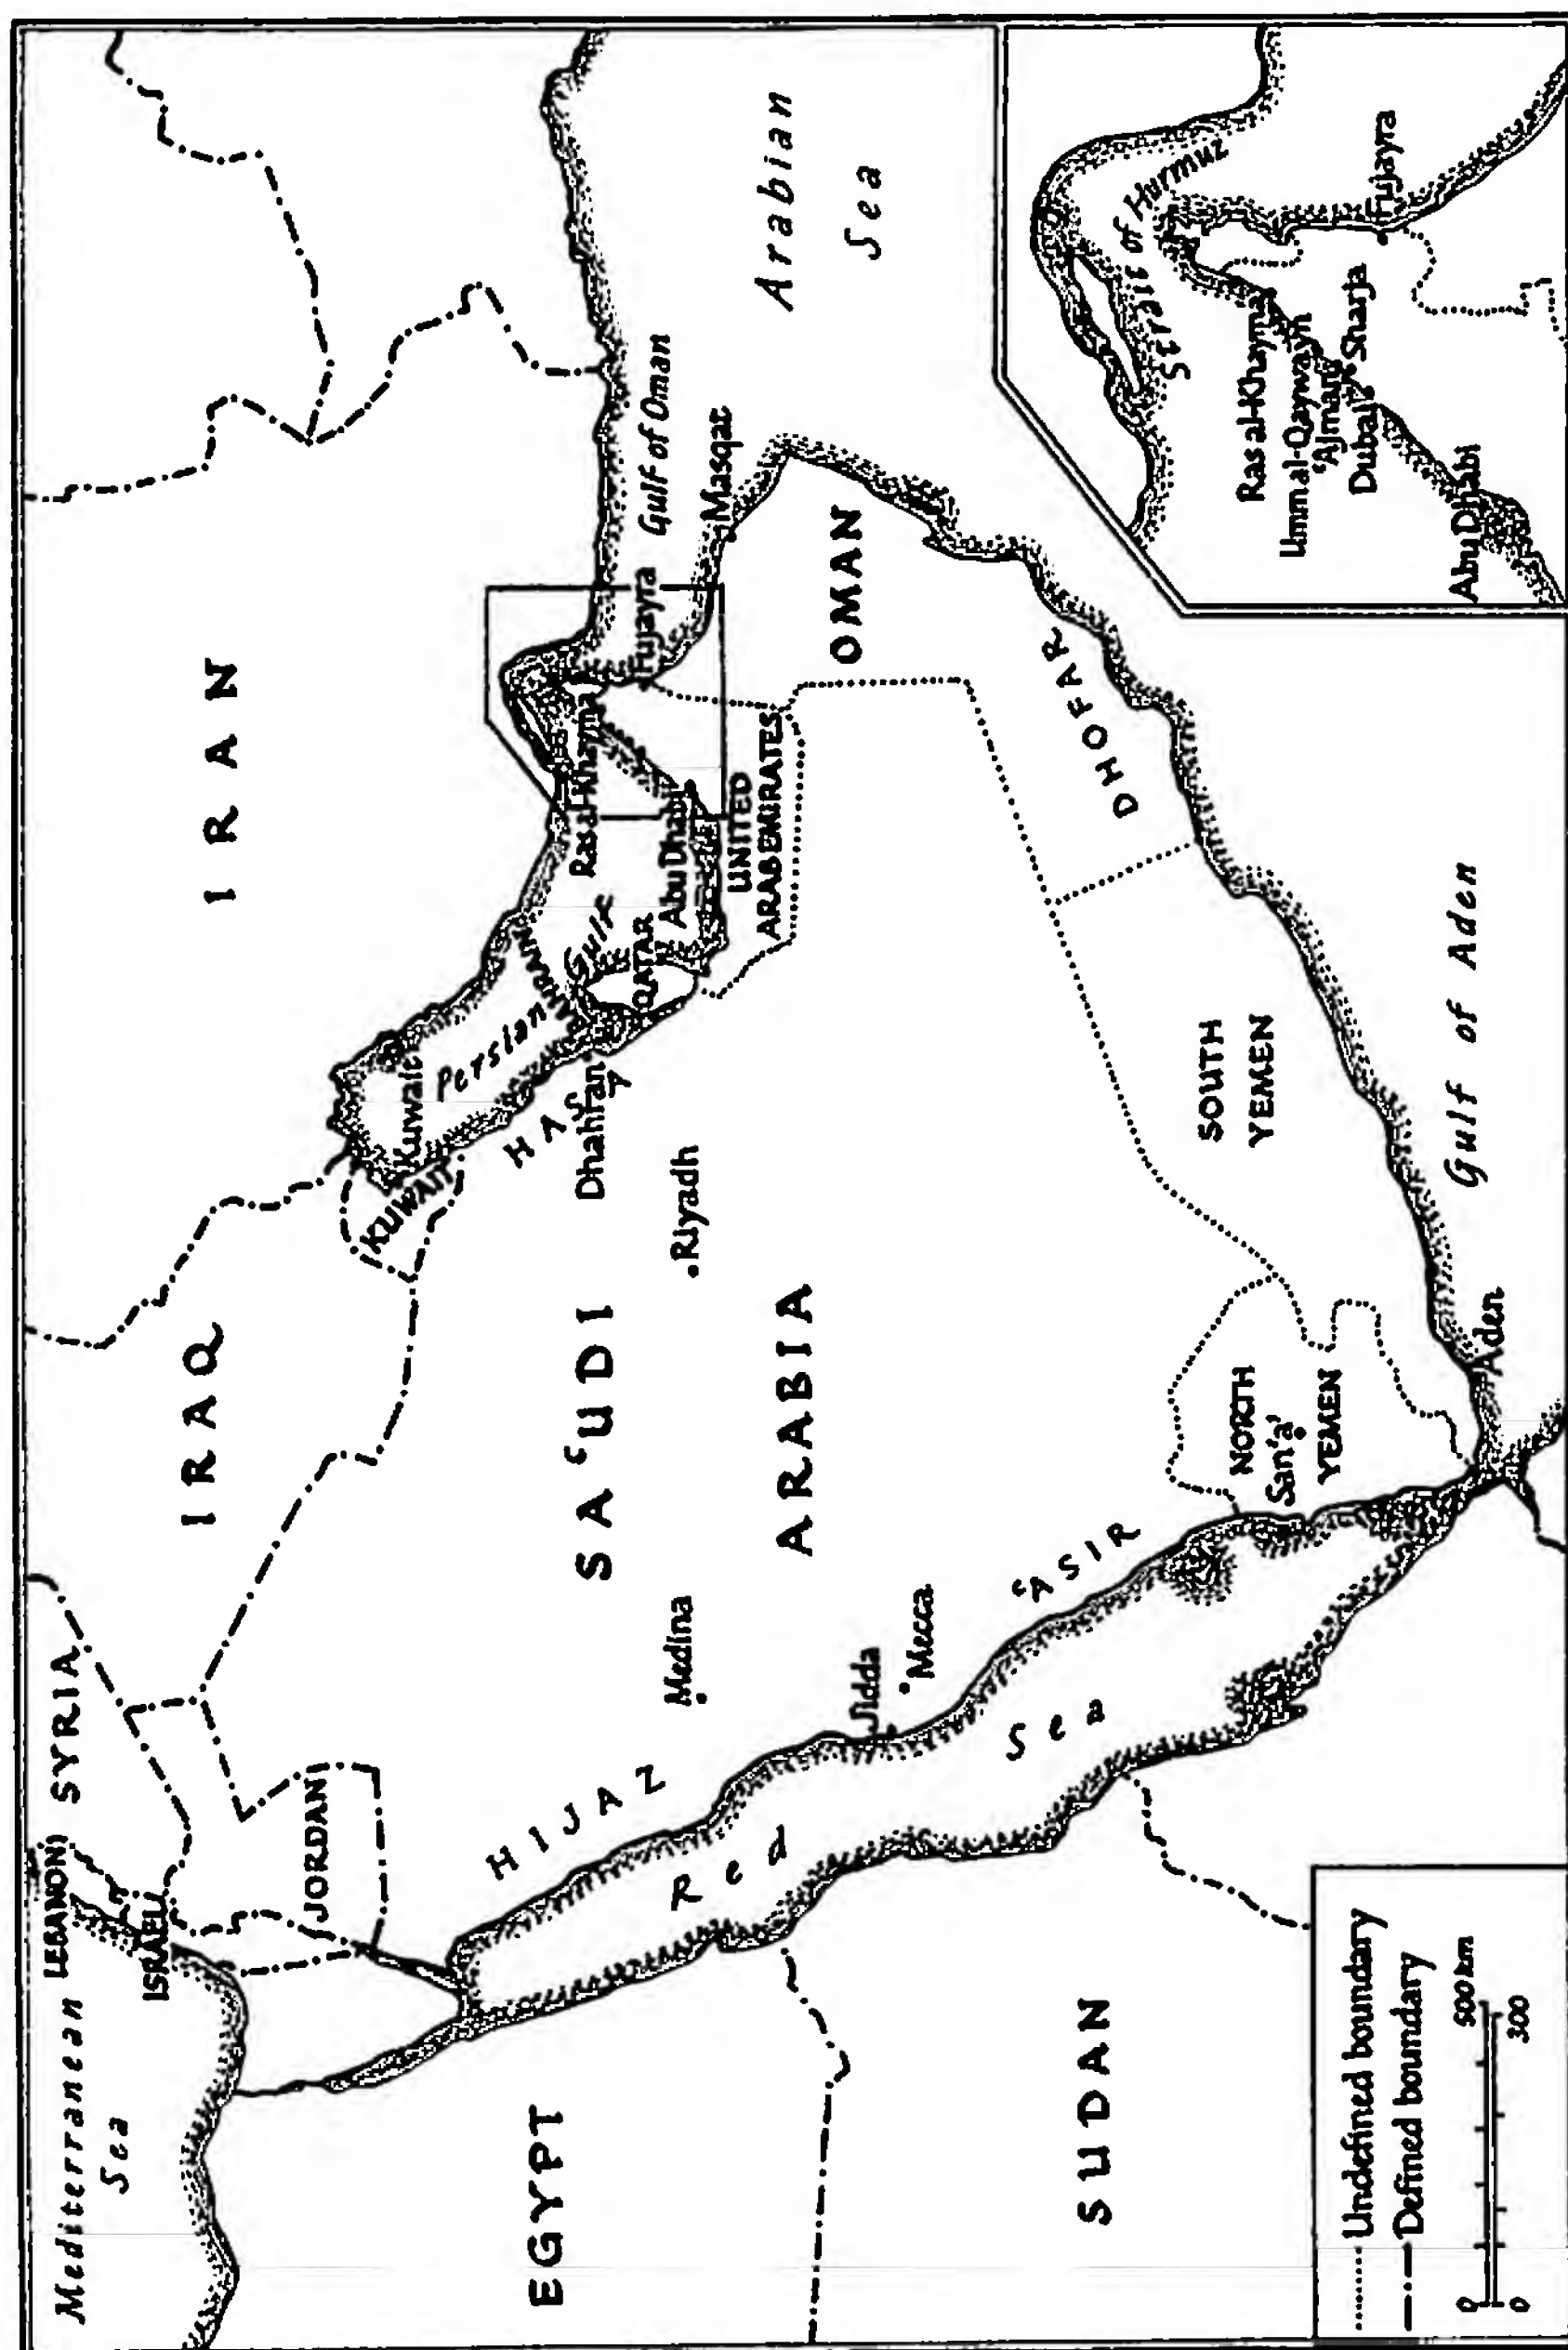 Mediterranean
Sea
LEBANON
SYRIA
ISRAEL
JORDAN
IRAQ
IRAN
KUWAIT
Kuwait
Persian
Gulf
BAHRAIN
QATAR
HASA
Dhahran
Riyadh
Ras al-Khayma
Abu Dhabi
Fujayra
UNITED
ARAB EMIRATES
Gulf of Oman
Masqat
OMAN
Arabian
Sea
EGYPT
HIJAZ
Medina
SA‘UDI
ARABIA
Red
Sea
Jidda
Mecca
‘ASIR
SUDAN
NORTH
San‘a’
YEMEN
SOUTH
YEMEN
DHOFAR
Aden
Gulf of Aden
Undefined boundary
Defined boundary
0 500 km
0 300
Strait of Hurmuz
Ras al-Khayma
Umm al-Qaywayn
‘Ajman
Dubai
Sharja
Fujayra
Abu Dhabi